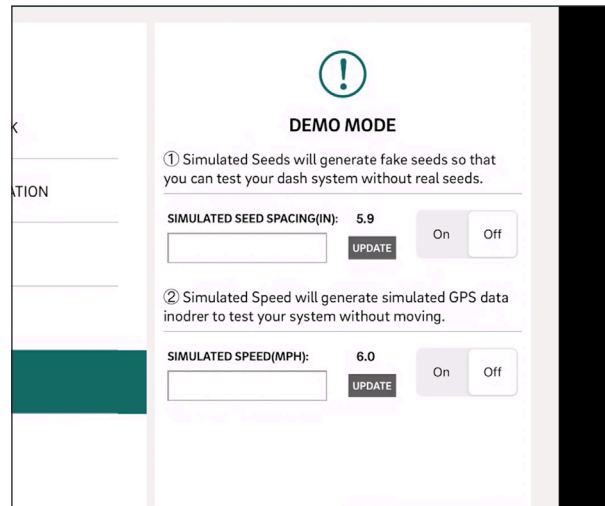 DEMO MODE
① Simulated Seeds will generate fake seeds so that
you can test your dash system without real seeds.
SIMULATED SEED SPACING(IN): 5.9
UPDATE
On Off
② Simulated Speed will generate simulated GPS data
inodrer to test your system without moving.
SIMULATED SPEED(MPH): 6.0
UPDATE
On Off
K
ATION